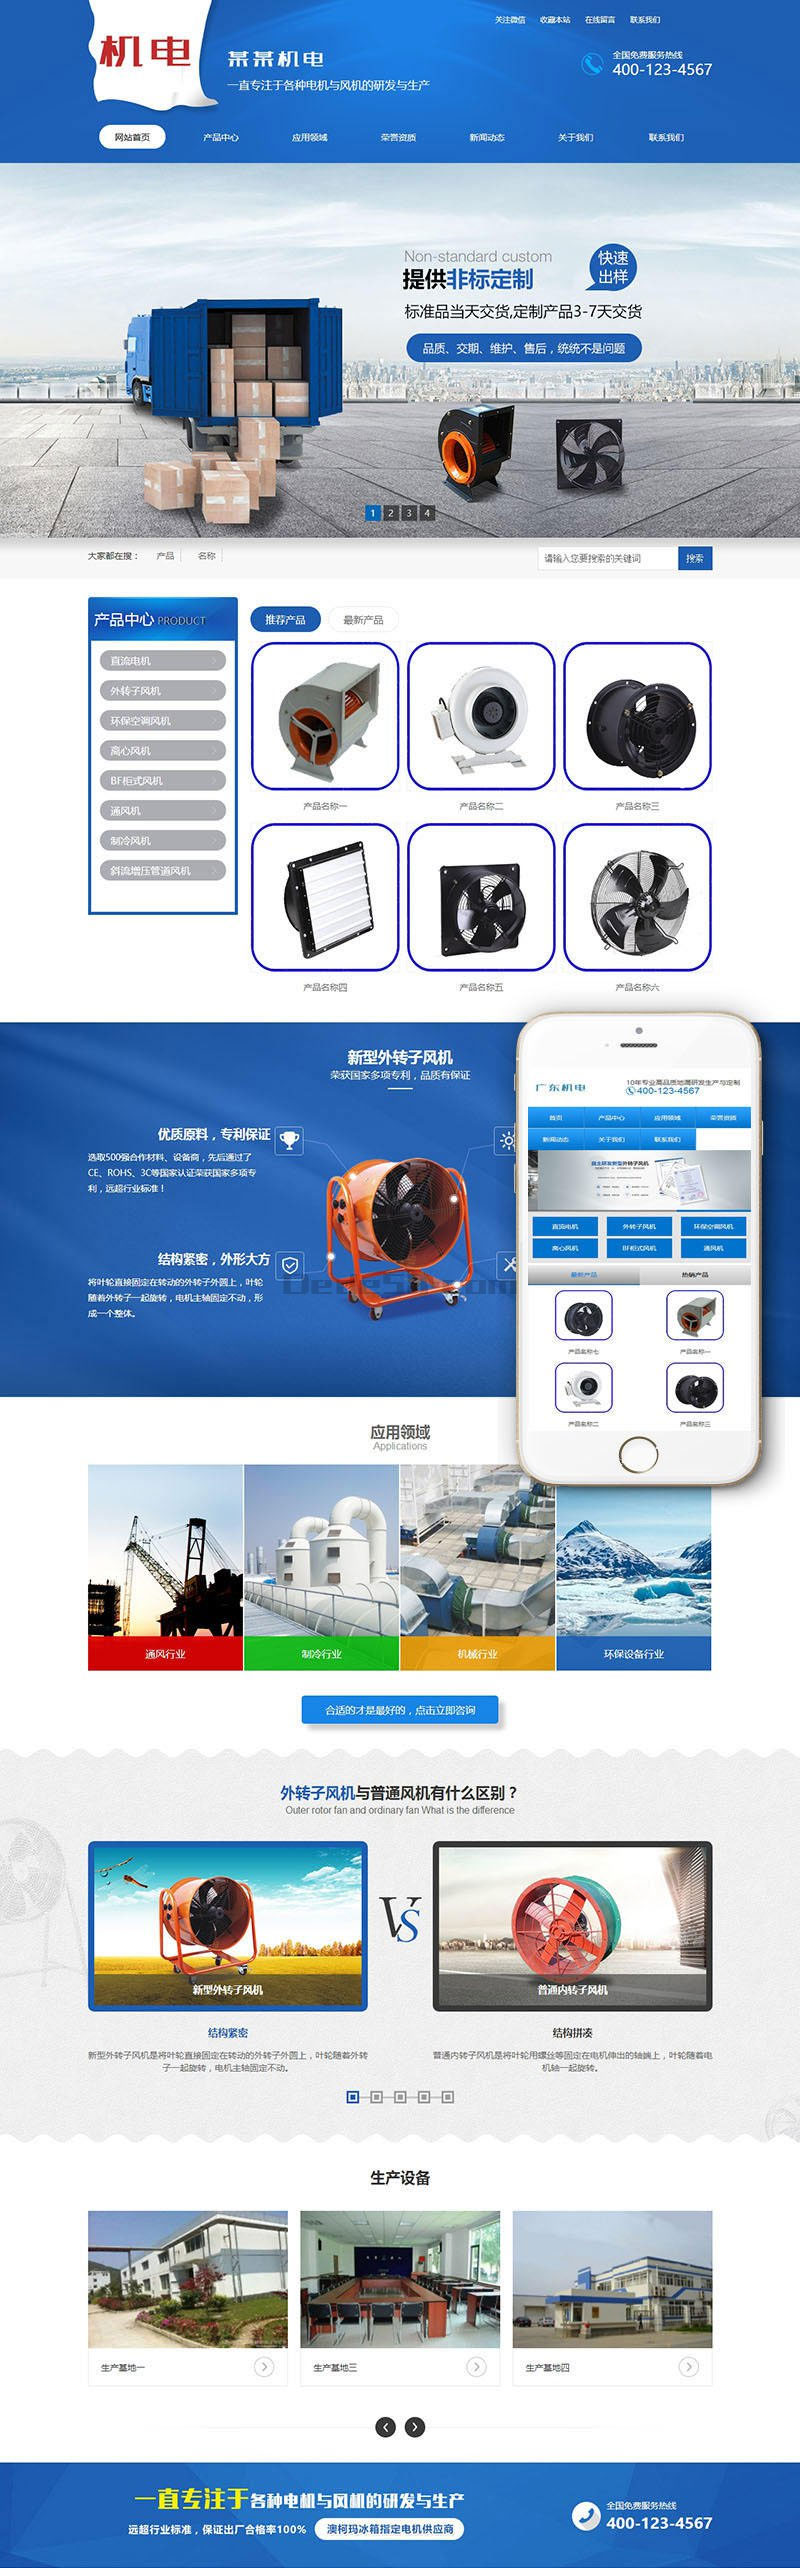 关注微信 收藏本站 在线留言 联系我们
机电
某某机电
一直专注于各种电机与风机的研发与生产
全国免费服务热线
400-123-4567
网站首页 产品中心 应用领域 荣誉资质 新闻动态 关于我们 联系我们
Non-standard custom
提供非标定制
快速
出样
标准品当天交货,定制产品3-7天交货
品质、交期、维护、售后，统统不是问题
1 2 3 4
大家都在搜： 产品 名称
请输入您要搜索的关键词 搜索
产品中心 PRODUCT
直流电机
外转子风机
环保空调风机
离心风机
BF柜式风机
通风机
制冷风机
斜流增压管道风机
推荐产品 最新产品
产品名称一 产品名称二 产品名称三
产品名称四 产品名称五 产品名称六
新型外转子风机
荣获国家多项专利，品质有保证
优质原料，专利保证
选取500强合作材料、设备商，先后通过了
CE、ROHS、3C等国家认证荣获国家多项专
利，远超行业标准！
结构紧密，外形大方
将叶轮直接固定在转动的外转子外圆上，叶轮
随着外转子一起旋转，电机主轴固定不动，形
成一个整体。
广东机电
10年专业高品质地漏研发生产与定制
400-123-4567
首页 产品中心 应用领域 荣誉资质
新闻动态 关于我们 联系我们
自主研发新型外转子风机
直流电机 外转子风机 环保空调风机
离心风机 BF柜式风机 通风机
最新产品 热销产品
产品名称七 产品名称一
产品名称二 产品名称三
应用领域
Applications
通风行业 制冷行业 机械行业 环保设备行业
合适的才是最好的，点击立即咨询
外转子风机与普通风机有什么区别？
Outer rotor fan and ordinary fan What is the difference
VS
新型外转子风机
普通内转子风机
结构紧密
新型外转子风机是将叶轮直接固定在转动的外转子外圆上，叶轮随着外转
子一起旋转，电机主轴固定不动。
结构拼凑
普通内转子风机是将叶轮用螺丝等固定在电机伸出的轴端上，叶轮随着电
机轴一起旋转。
生产设备
生产基地一 生产基地三 生产基地四
一直专注于各种电机与风机的研发与生产
远超行业标准，保证出厂合格率100% 澳柯玛冰箱指定电机供应商
全国免费服务热线
400-123-4567